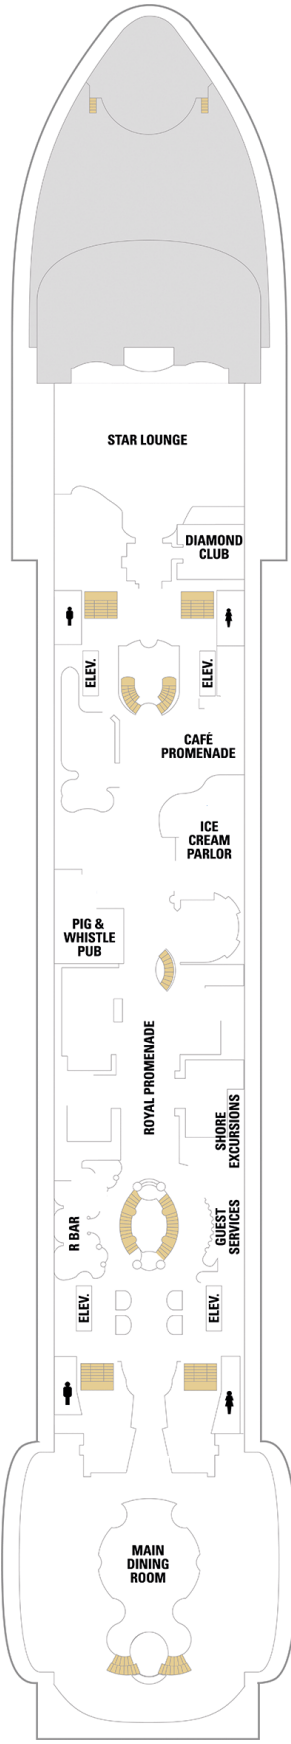 STAR LOUNGE
DIAMOND
CLUB
ELEV.
ELEV.
CAFÉ
PROMENADE
ICE
CREAM
PARLOR
PIG &
WHISTLE
PUB
ROYAL PROMENADE
SHORE
EXCURSIONS
R BAR
GUEST
SERVICES
ELEV.
ELEV.
MAIN
DINING
ROOM